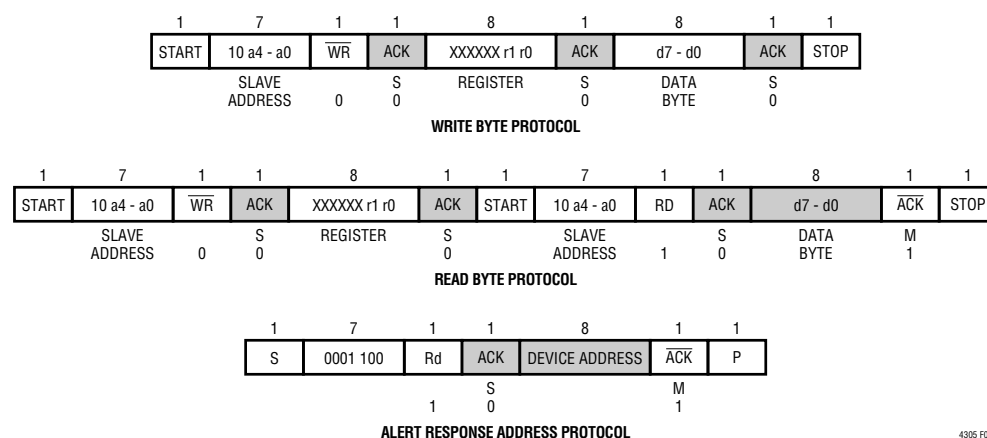 1 7 1 1 8 1 8 1 1
START 10 a4 - a0 WR ACK XXXXXX r1 r0 ACK d7 - d0 ACK STOP
SLAVE S REGISTER S DATA S
ADDRESS 0 0 0 BYTE 0
WRITE BYTE PROTOCOL
1 7 1 1 8 1 1 7 1 1 8 1 1
START 10 a4 - a0 WR ACK XXXXXX r1 r0 ACK START 10 a4 - a0 RD ACK d7 - d0 ACK STOP
SLAVE S REGISTER S SLAVE S DATA M
ADDRESS 0 0 0 ADDRESS 1 0 BYTE 1
READ BYTE PROTOCOL
1 7 1 1 8 1 1
S 0001 100 Rd ACK DEVICE ADDRESS ACK P
S M
1 0 1
ALERT RESPONSE ADDRESS PROTOCOL